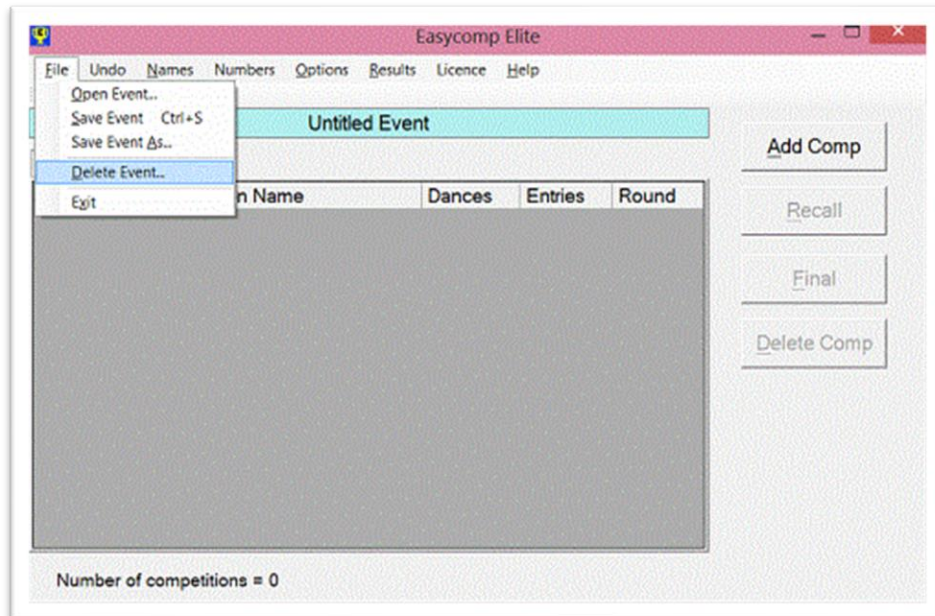 Easycomp Elite
File Undo Names Numbers Options Results Licence Help
Open Event..
Save Event Ctrl+S
Save Event As..
Delete Event..
Exit
Untitled Event
n Name Dances Entries Round
Add Comp
Recall
Final
Delete Comp
Number of competitions = 0